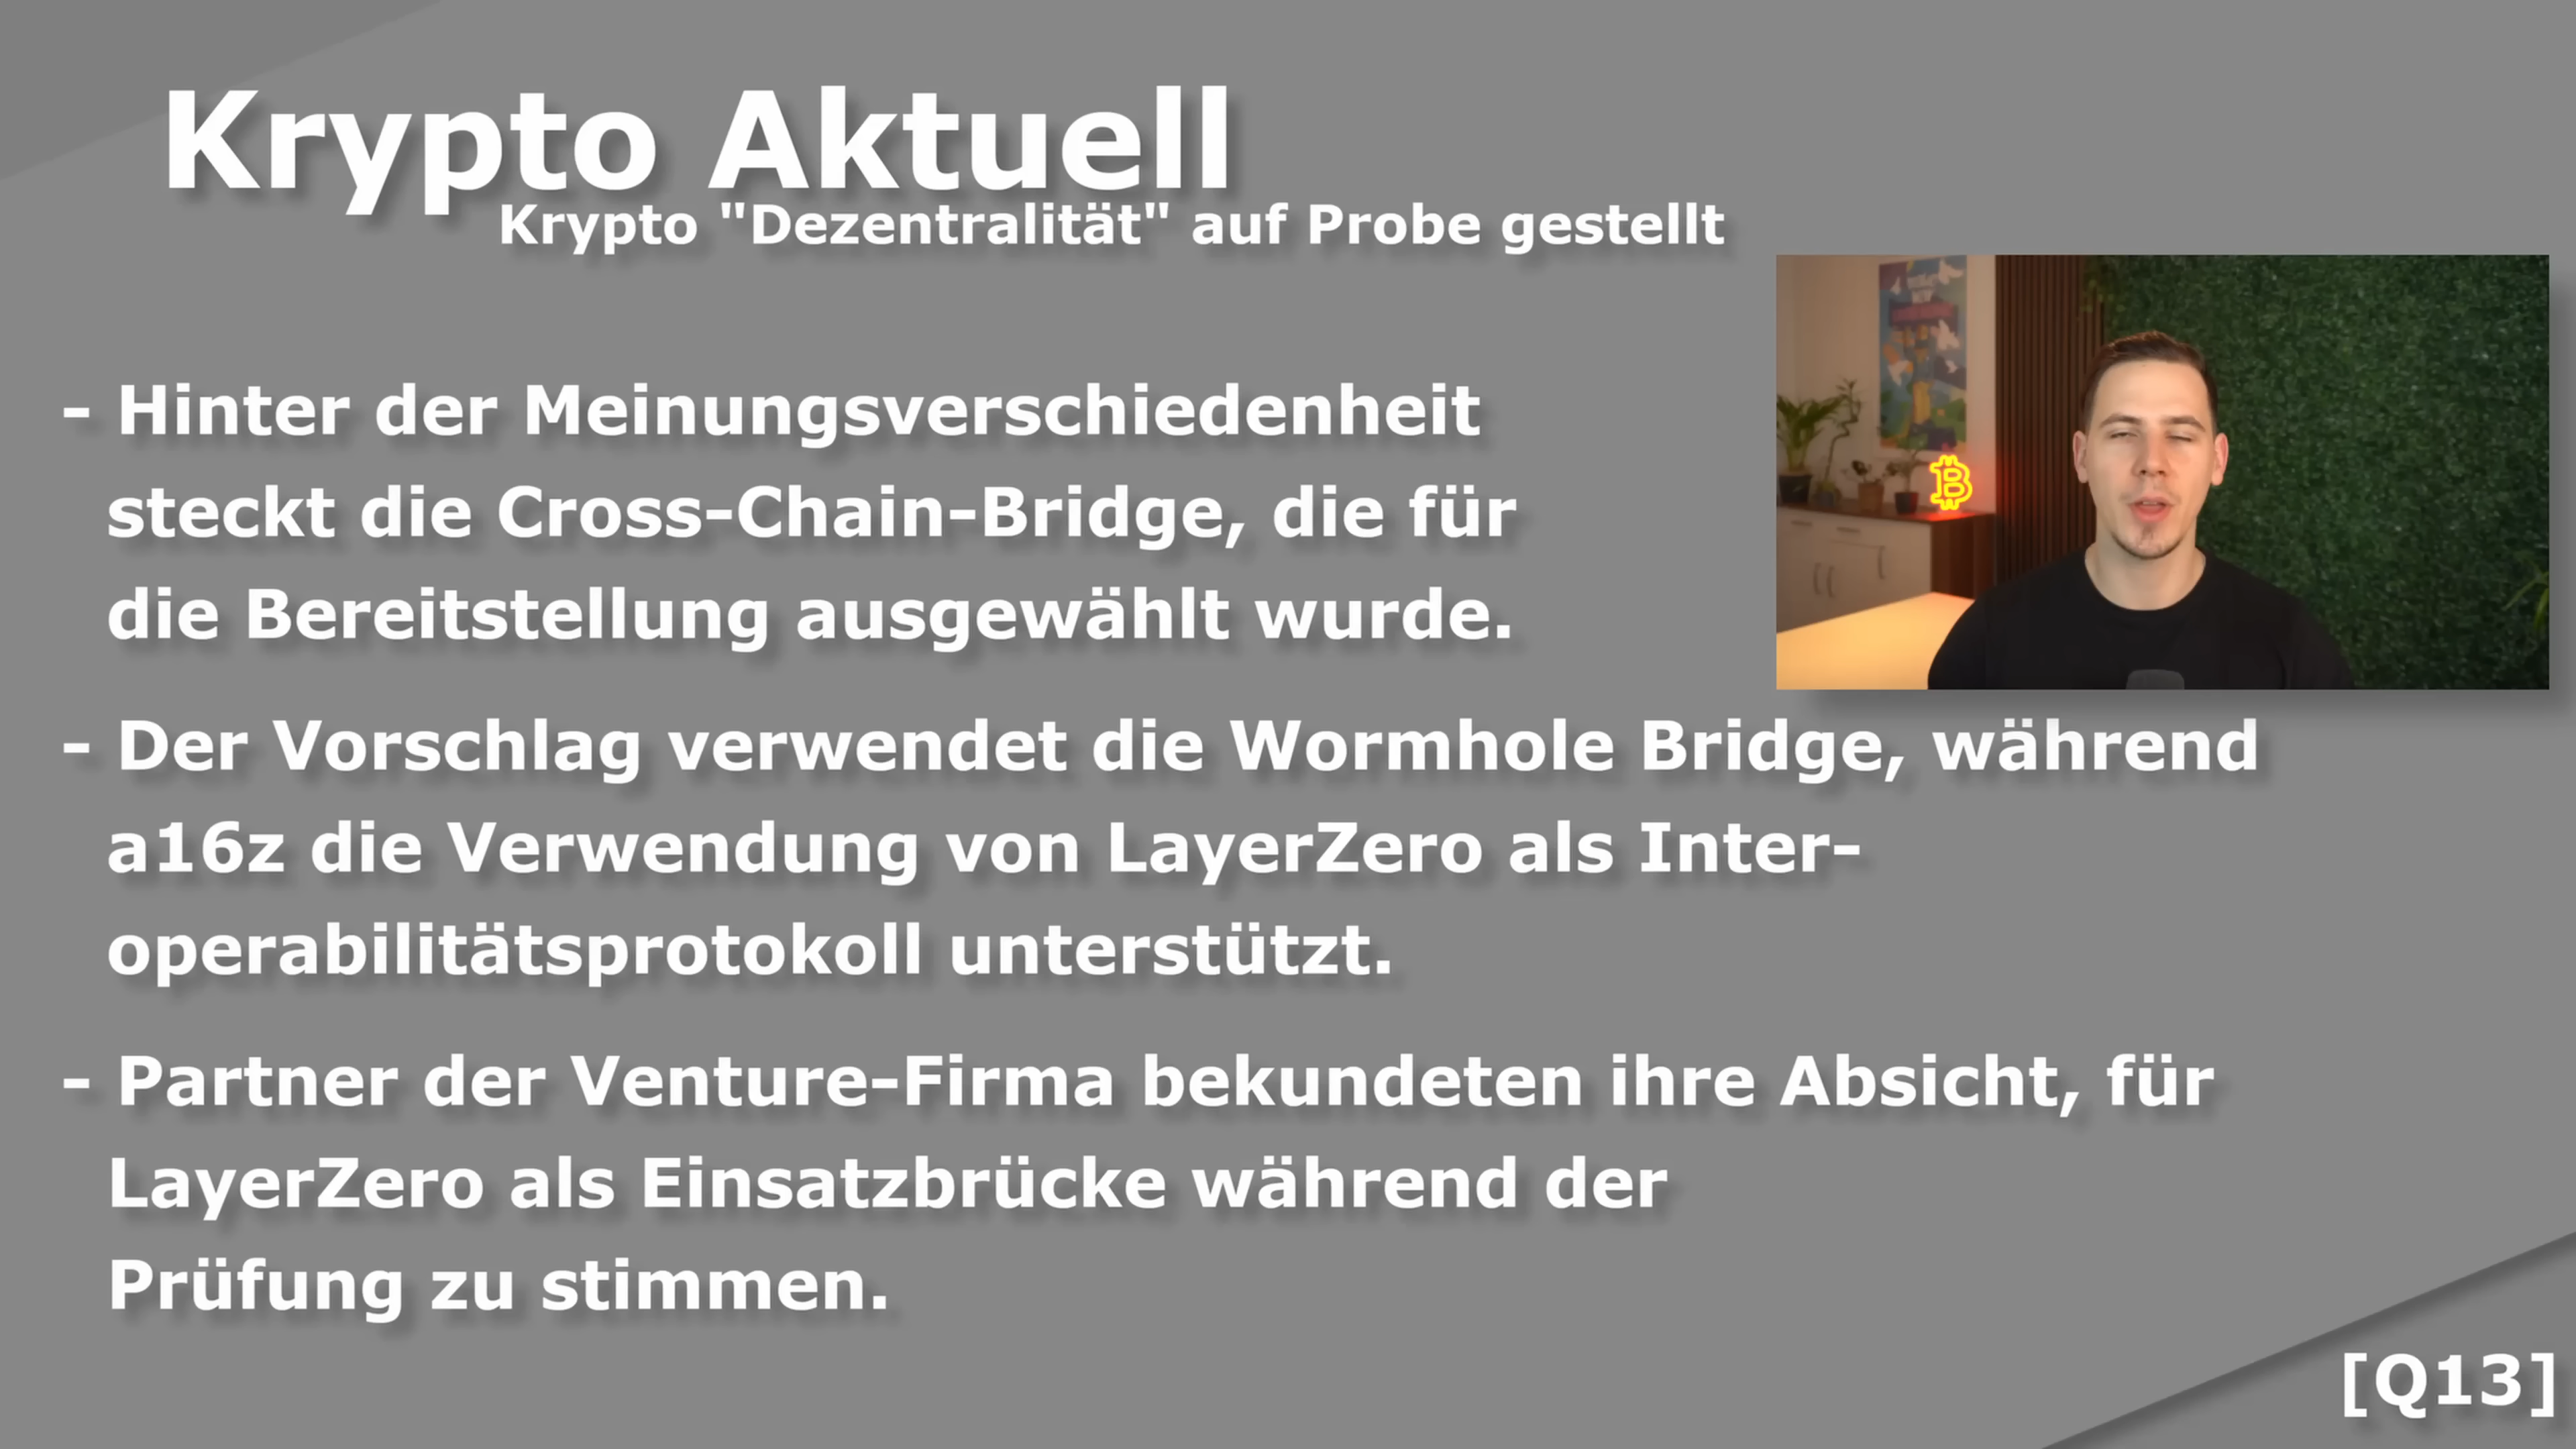 Krypto Aktuell
Krypto "Dezentralität" auf Probe gestellt
- Hinter der Meinungsverschiedenheit
steckt die Cross-Chain-Bridge, die für
die Bereitstellung ausgewählt wurde.
- Der Vorschlag verwendet die Wormhole Bridge, während
a16z die Verwendung von LayerZero als Inter-
operabilitätsprotokoll unterstützt.
- Partner der Venture-Firma bekundeten ihre Absicht, für
LayerZero als Einsatzbrücke während der
Prüfung zu stimmen.
[Q13]